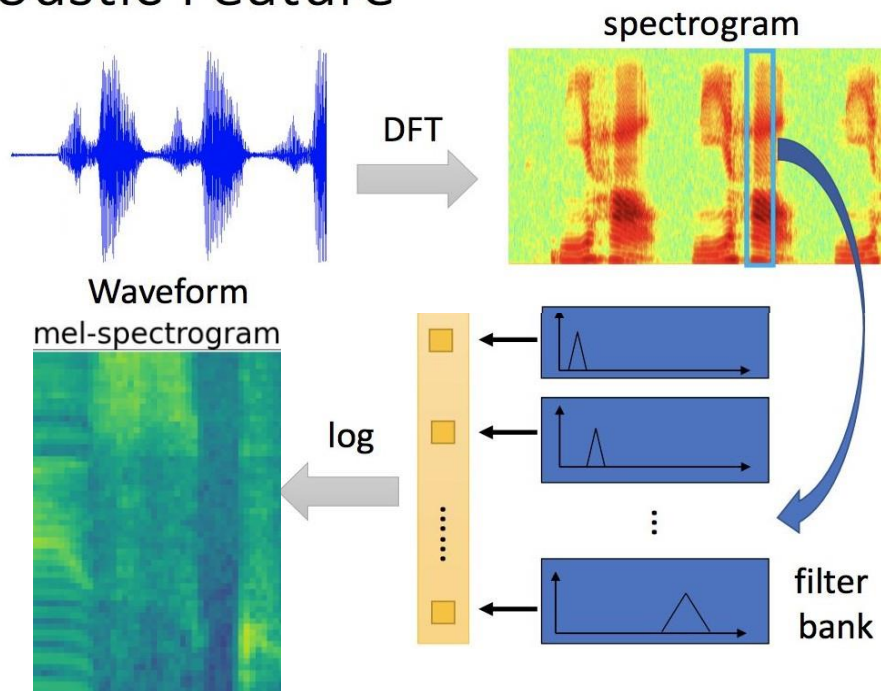 spectrogram
DFT
Waveform
mel-spectrogram
log
filter
bank